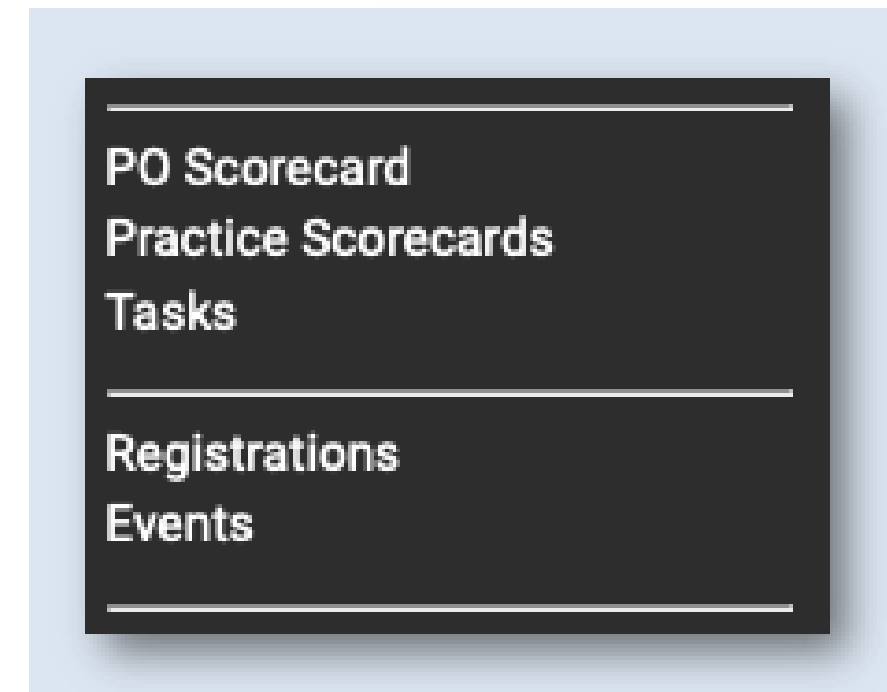 PO Scorecard
Practice Scorecards
Tasks
Registrations
Events